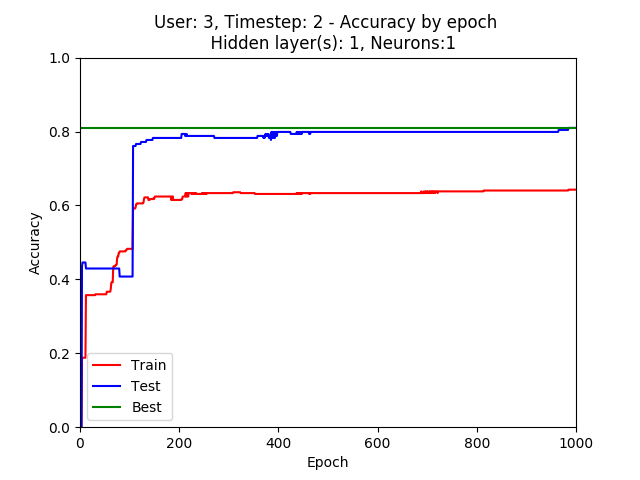 User: 3, Timestep: 2 - Accuracy by epoch
Hidden layer(s): 1, Neurons:1
1.0
0.8
0.6
0.4
0.2
0.0
Accuracy
Train
Test
Best
0 200 400 600 800 1000
Epoch